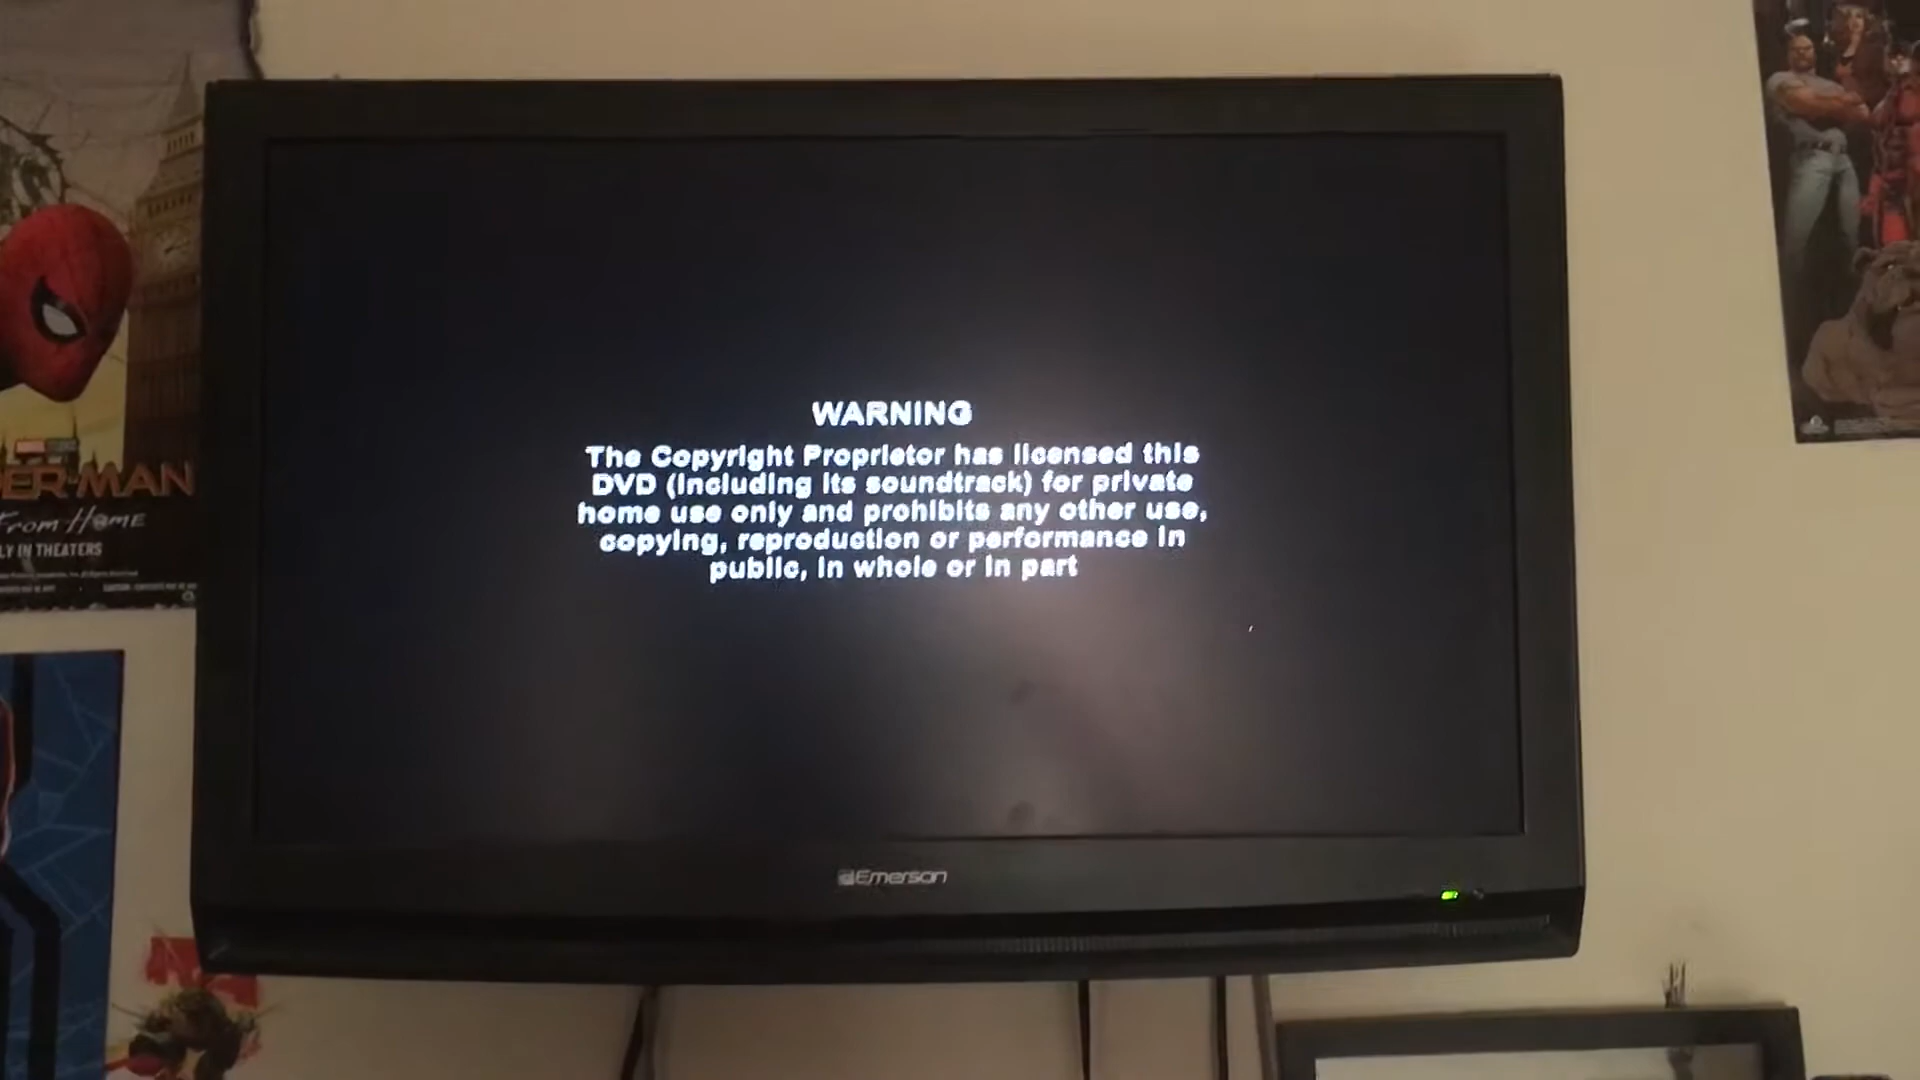 WARNING
The Copyright Proprietor has licensed this
DVD (including its soundtrack) for private
home use only and prohibits any other use,
copying, reproduction or performance in
public, in whole or in part
Emerson
DER-MAN
From Home
LY IN THEATERS